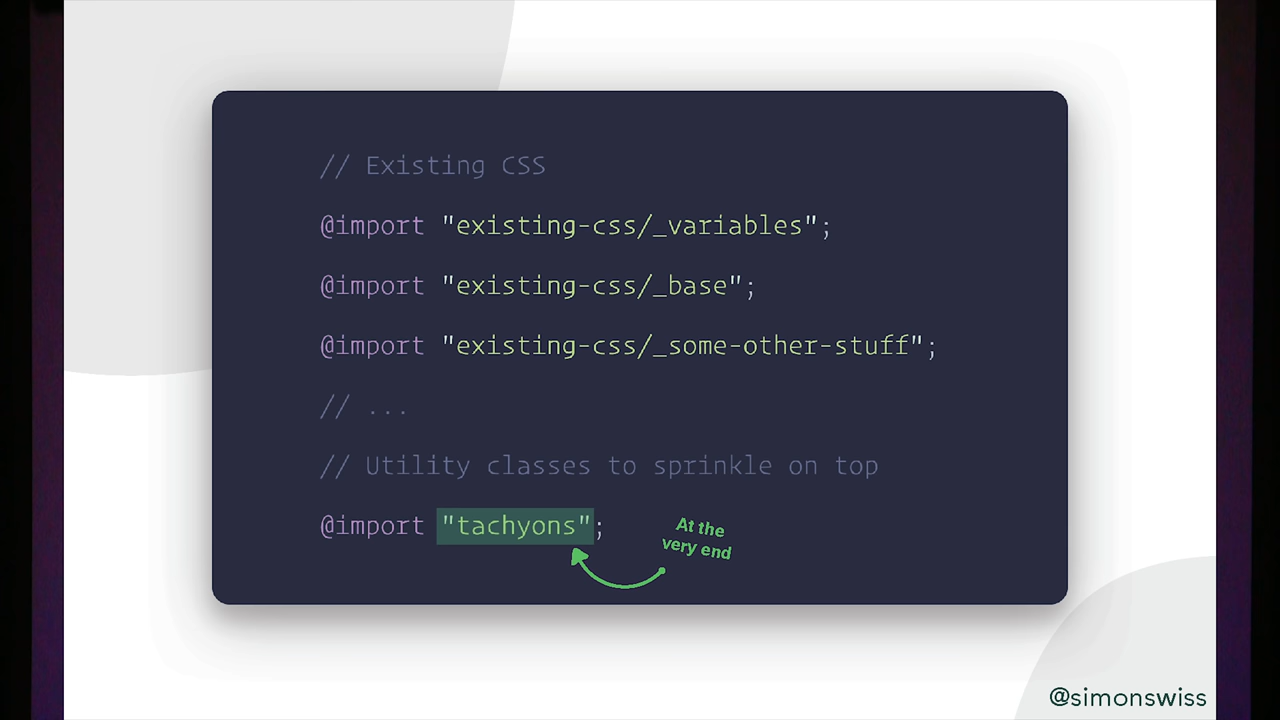 // Existing CSS
@import "existing-css/_variables";
@import "existing-css/_base";
@import "existing-css/_some-other-stuff";
// ...
// Utility classes to sprinkle on top
@import "tachyons";
At the
very end
@simonswiss